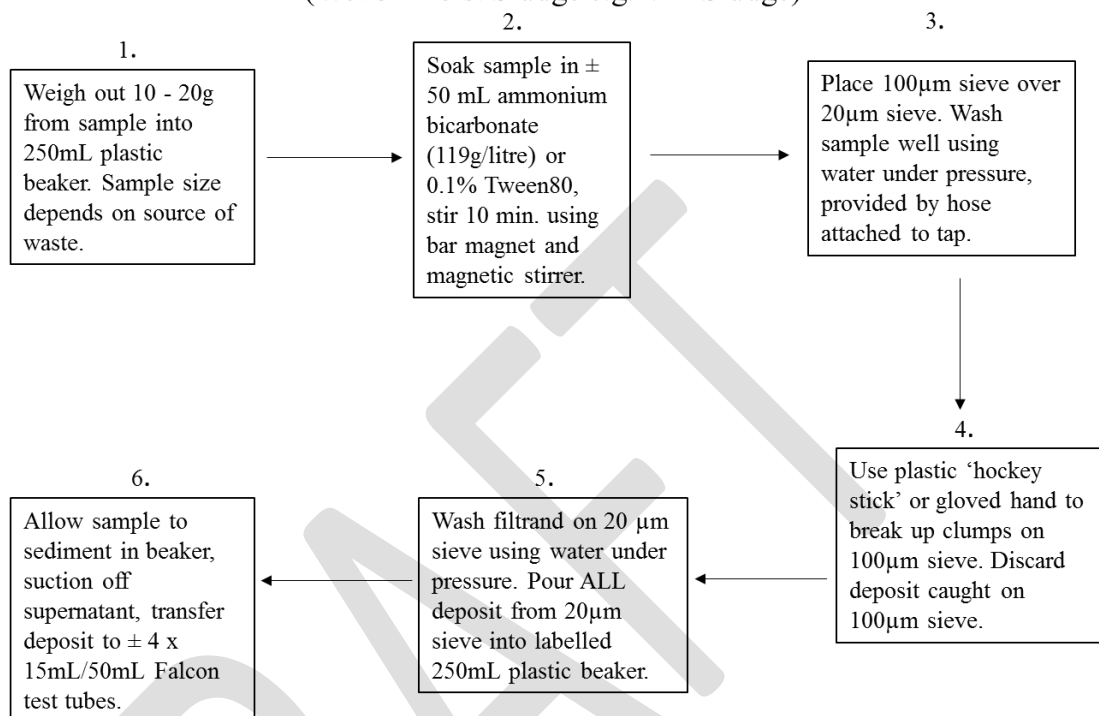 1.
Weigh out 10 - 20g
from sample into
250mL plastic
beaker. Sample size
depends on source of
waste.
2.
Soak sample in ±
50 mL ammonium
bicarbonate
(119g/litre) or
0.1% Tween80,
stir 10 min. using
bar magnet and
magnetic stirrer.
3.
Place 100µm sieve over
20µm sieve. Wash
sample well using
water under pressure,
provided by hose
attached to tap.
4.
Use plastic ‘hockey
stick’ or gloved hand to
break up clumps on
100µm sieve. Discard
deposit caught on
100µm sieve.
5.
Wash filtrand on 20 µm
sieve using water under
pressure. Pour ALL
deposit from 20µm
sieve into labelled
250mL plastic beaker.
6.
Allow sample to
sediment in beaker,
suction off
supernatant, transfer
deposit to ± 4 x
15mL/50mL Falcon
test tubes.
DRAFT